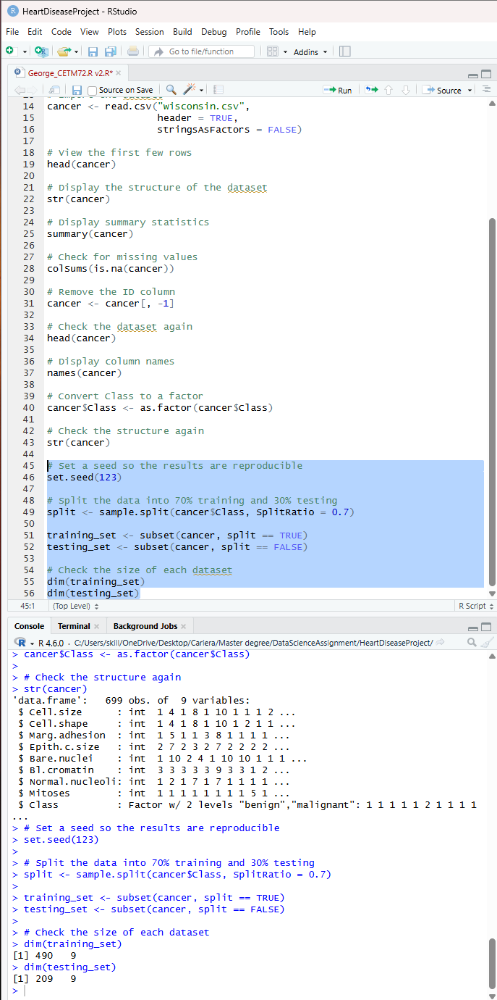 HeartDiseaseProject - RStudio
File Edit Code View Plots Session Build Debug Profile Tools Help
Go to file/function Addins
George_CETM72.R v2.R*
Source on Save Run Source
14 cancer <- read.csv("wisconsin.csv",
15 header = TRUE,
16 stringsAsFactors = FALSE)
17
18 # View the first few rows
19 head(cancer)
20
21 # Display the structure of the dataset
22 str(cancer)
23
24 # Display summary statistics
25 summary(cancer)
26
27 # Check for missing values
28 colSums(is.na(cancer))
29
30 # Remove the ID column
31 cancer <- cancer[, -1]
32
33 # Check the dataset again
34 head(cancer)
35
36 # Display column names
37 names(cancer)
38
39 # Convert Class to a factor
40 cancer$Class <- as.factor(cancer$Class)
41
42 # Check the structure again
43 str(cancer)
44
45 # Set a seed so the results are reproducible
46 set.seed(123)
47
48 # Split the data into 70% training and 30% testing
49 split <- sample.split(cancer$Class, SplitRatio = 0.7)
50
51 training_set <- subset(cancer, split == TRUE)
52 testing_set <- subset(cancer, split == FALSE)
53
54 # Check the size of each dataset
55 dim(training_set)
56 dim(testing_set)
45:1 (Top Level) R Script
Console Terminal Background Jobs
R 4.6.0 · C:/Users/skill/OneDrive/Desktop/Cariera/Master degree/DataScienceAssignment/HeartDiseaseProject/
> cancer$Class <- as.factor(cancer$Class)
>
> # Check the structure again
> str(cancer)
'data.frame': 699 obs. of 9 variables:
$ Cell.size : int 1 4 1 8 1 10 1 1 1 2 ...
$ Cell.shape : int 1 4 1 8 1 10 1 2 1 1 ...
$ Marg.adhesion : int 1 5 1 1 3 8 1 1 1 1 ...
$ Epith.c.size : int 2 7 2 3 2 7 2 2 2 2 ...
$ Bare.nuclei : int 1 10 2 4 1 10 10 1 1 1 ...
$ Bl.cromatin : int 3 3 3 3 3 9 3 3 1 2 ...
$ Normal.nucleoli: int 1 2 1 7 1 7 1 1 1 1 ...
$ Mitoses : int 1 1 1 1 1 1 1 1 5 1 ...
$ Class : Factor w/ 2 levels "benign","malignant": 1 1 1 1 1 2 1 1 1 1
...
> # Set a seed so the results are reproducible
> set.seed(123)
>
> # Split the data into 70% training and 30% testing
> split <- sample.split(cancer$Class, SplitRatio = 0.7)
>
> training_set <- subset(cancer, split == TRUE)
> testing_set <- subset(cancer, split == FALSE)
>
> # Check the size of each dataset
> dim(training_set)
[1] 490 9
> dim(testing_set)
[1] 209 9
>